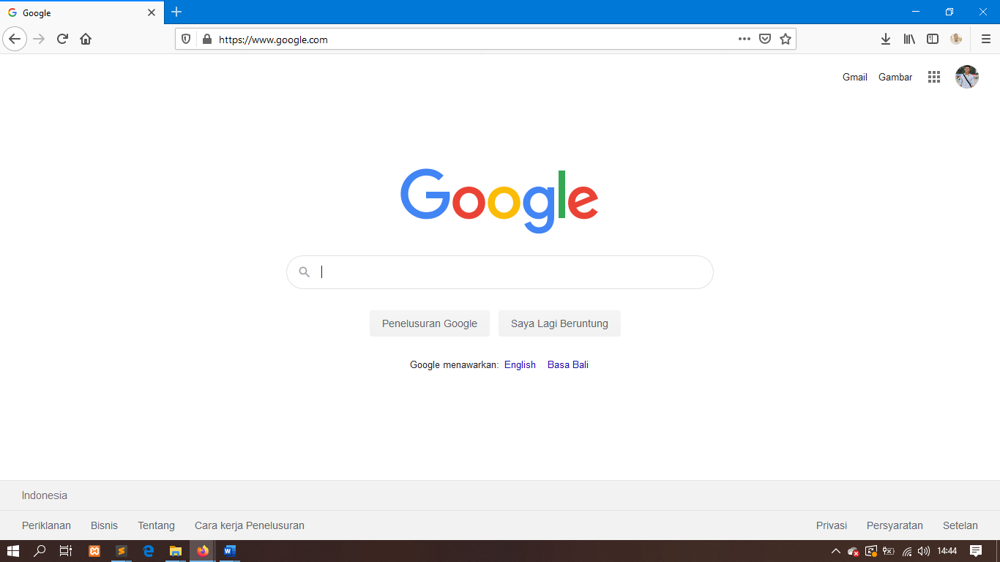 Google
https://www.google.com
Gmail Gambar
Google
Penelusuran Google Saya Lagi Beruntung
Google menawarkan: English Basa Bali
Indonesia
Periklanan Bisnis Tentang Cara kerja Penelusuran Privasi Persyaratan Setelan
14:44